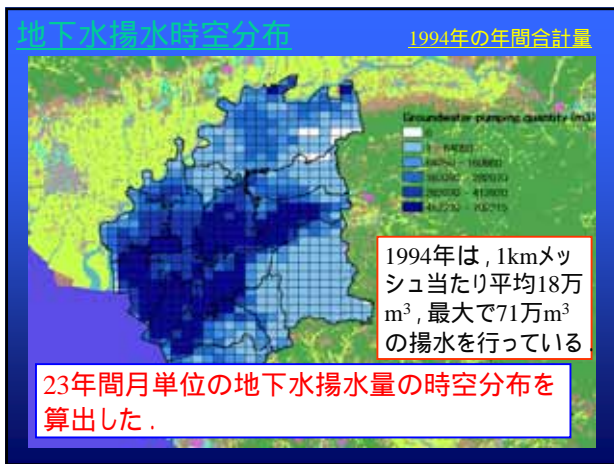 地下水揚水時空分布
1994年の年間合計量
Groundwater pumping quantity (m3)
1994年は，1kmメッ
シュ当たり平均18万
m³，最大で71万m³
の揚水を行っている．
23年間月単位の地下水揚水量の時空分布を
算出した．